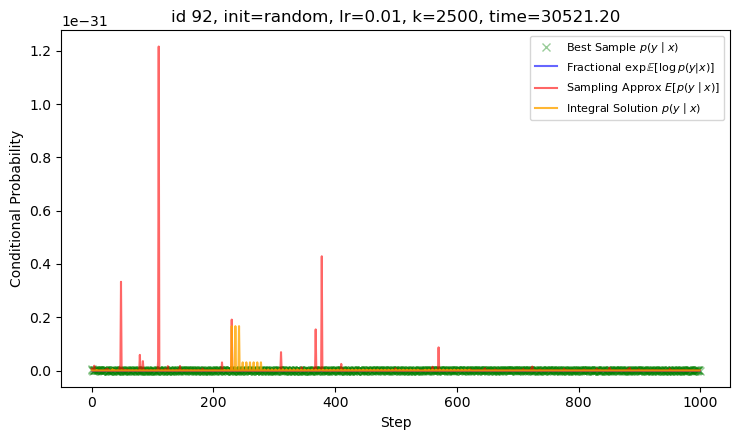 id 92, init=random, lr=0.01, k=2500, time=30521.20
1e−31
Best Sample p(y | x)
Fractional exp𝔼[log p(y|x)]
Sampling Approx E[p(y | x)]
Integral Solution p(y | x)
Conditional Probability
1.2
1.0
0.8
0.6
0.4
0.2
0.0
0 200 400 600 800 1000
Step